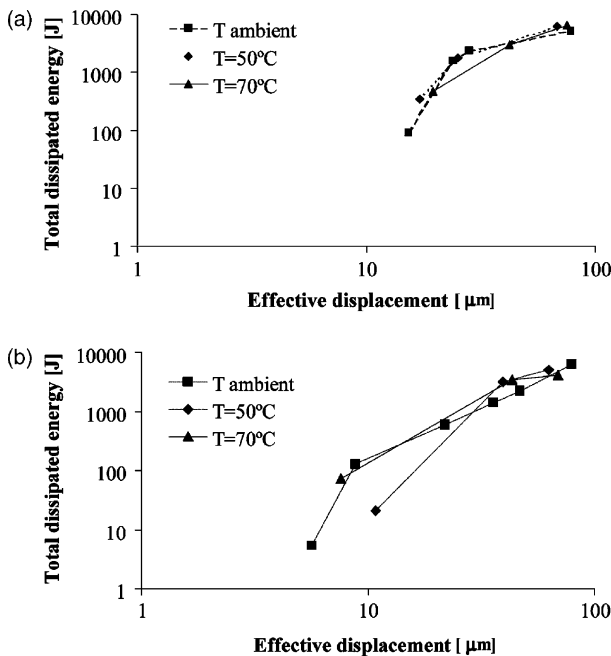 (a)
Total dissipated energy [J]
10000
1000
100
10
1
T ambient
T=50ºC
T=70ºC
1
10
100
Effective displacement [ μm]
(b)
Total dissipated energy [J]
10000
1000
100
10
1
T ambient
T=50ºC
T=70ºC
1
10
100
Effective displacement [ μm]